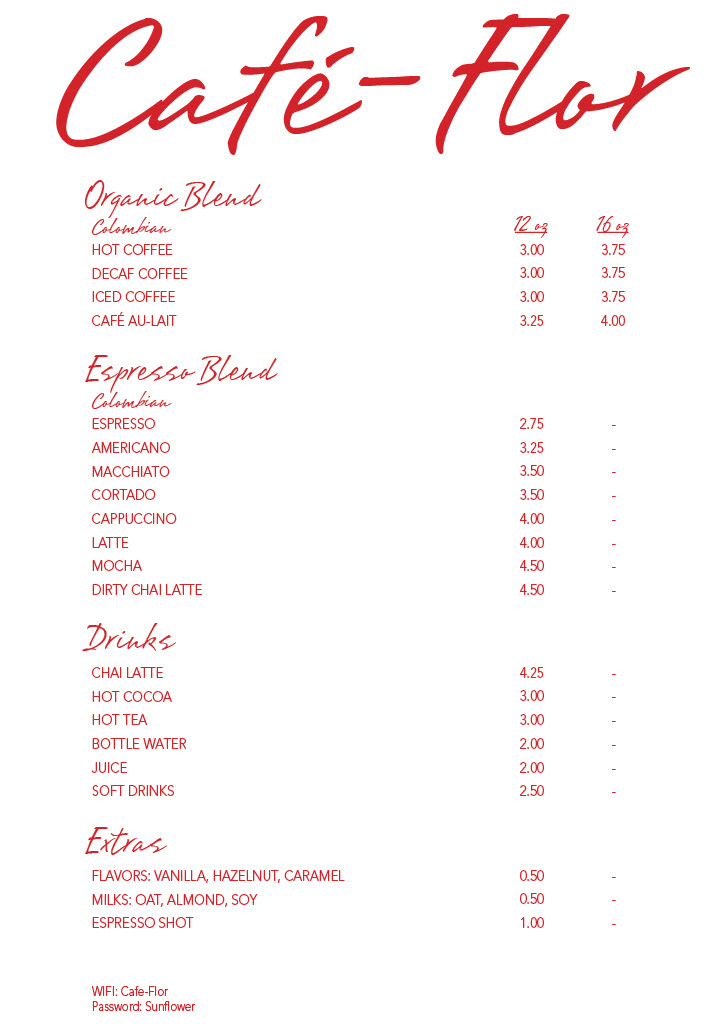 Café-Flor
Organic Blend
Colombian 12 oz 16 oz
HOT COFFEE 3.00 3.75
DECAF COFFEE 3.00 3.75
ICED COFFEE 3.00 3.75
CAFÉ AU-LAIT 3.25 4.00
Espresso Blend
Colombian
ESPRESSO 2.75 -
AMERICANO 3.25 -
MACCHIATO 3.50 -
CORTADO 3.50 -
CAPPUCCINO 4.00 -
LATTE 4.00 -
MOCHA 4.50 -
DIRTY CHAI LATTE 4.50 -
Drinks
CHAI LATTE 4.25 -
HOT COCOA 3.00 -
HOT TEA 3.00 -
BOTTLE WATER 2.00 -
JUICE 2.00 -
SOFT DRINKS 2.50 -
Extras
FLAVORS: VANILLA, HAZELNUT, CARAMEL 0.50 -
MILKS: OAT, ALMOND, SOY 0.50 -
ESPRESSO SHOT 1.00 -
WIFI: Cafe-Flor
Password: Sunflower